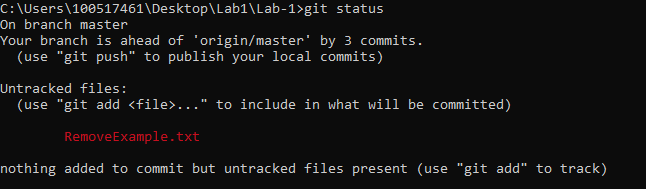 C:\Users\100517461\Desktop\Lab1\Lab-1>git status
On branch master
Your branch is ahead of 'origin/master' by 3 commits.
  (use "git push" to publish your local commits)
Untracked files:
  (use "git add <file>..." to include in what will be committed)
        RemoveExample.txt
nothing added to commit but untracked files present (use "git add" to track)